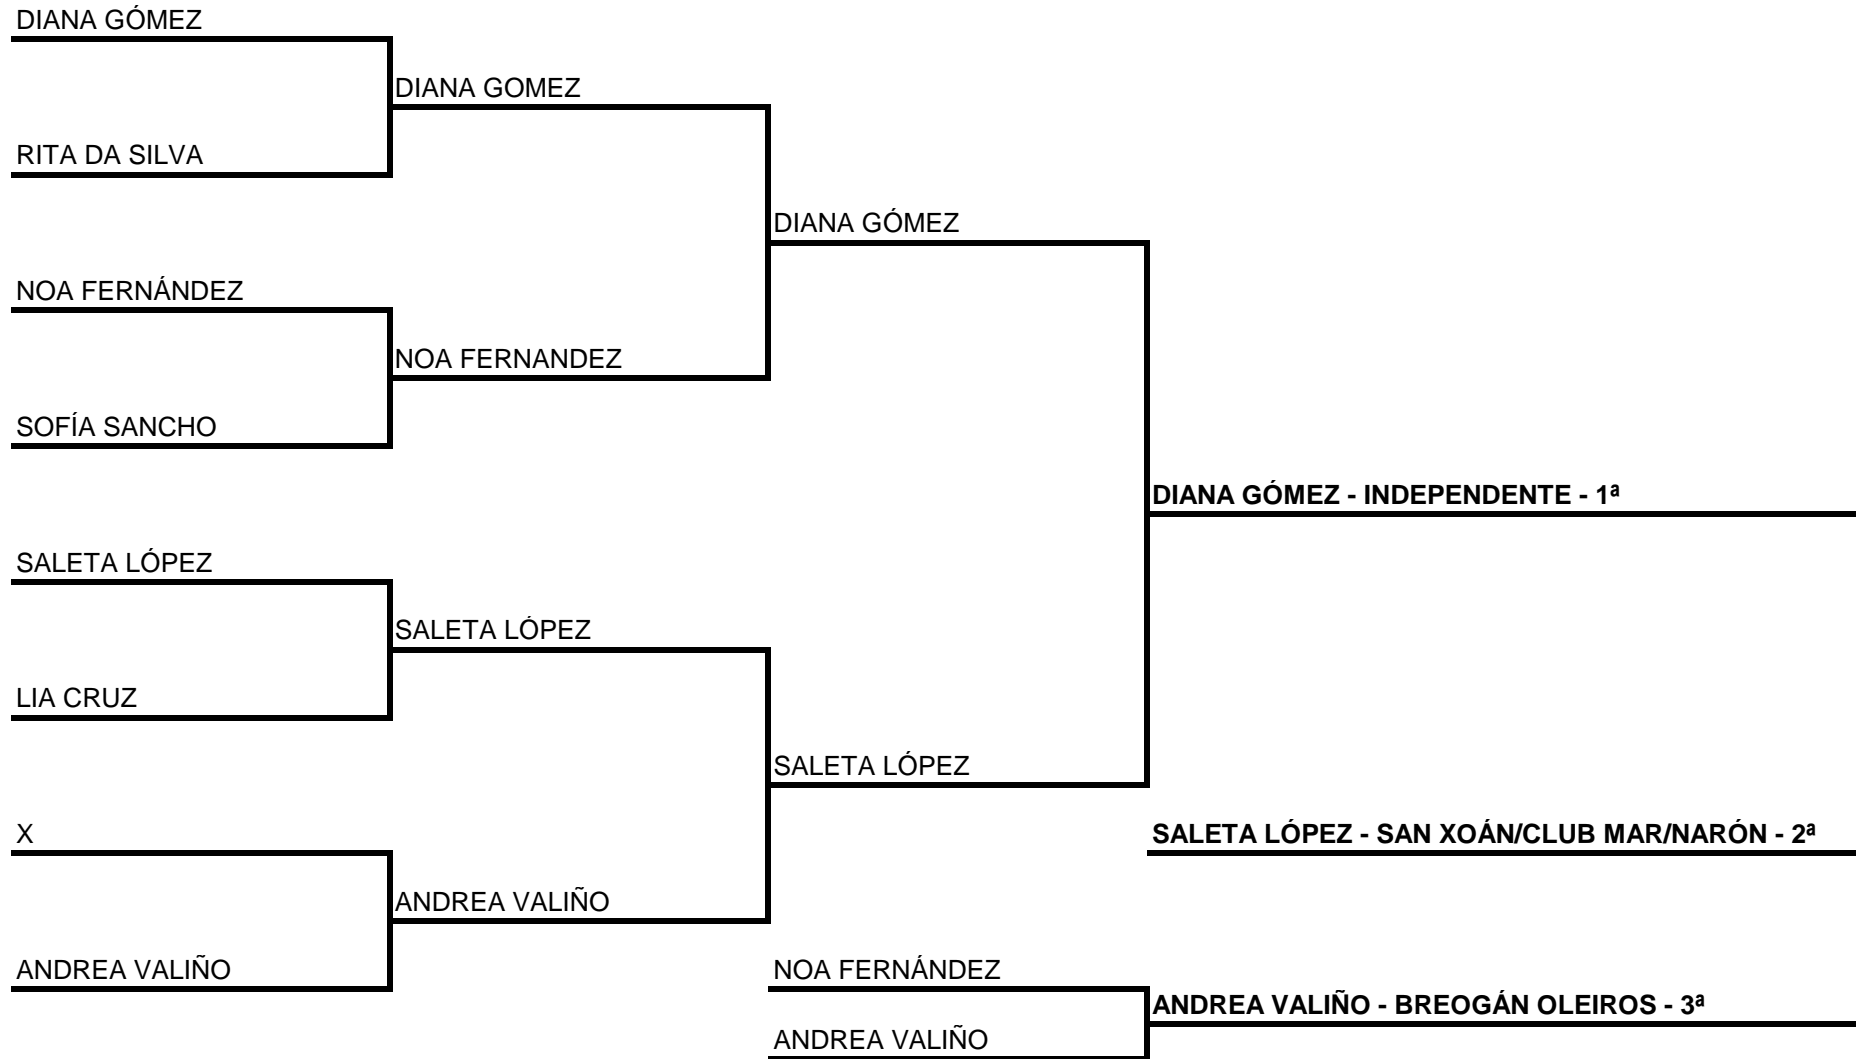 DIANA GÓMEZ
DIANA GOMEZ
RITA DA SILVA
DIANA GÓMEZ
NOA FERNÁNDEZ
NOA FERNANDEZ
SOFÍA SANCHO
DIANA GÓMEZ - INDEPENDENTE - 1ª
SALETA LÓPEZ
SALETA LÓPEZ
LIA CRUZ
SALETA LÓPEZ
X
SALETA LÓPEZ - SAN XOÁN/CLUB MAR/NARÓN - 2ª
ANDREA VALIÑO
ANDREA VALIÑO
NOA FERNÁNDEZ
ANDREA VALIÑO - BREOGÁN OLEIROS - 3ª
ANDREA VALIÑO